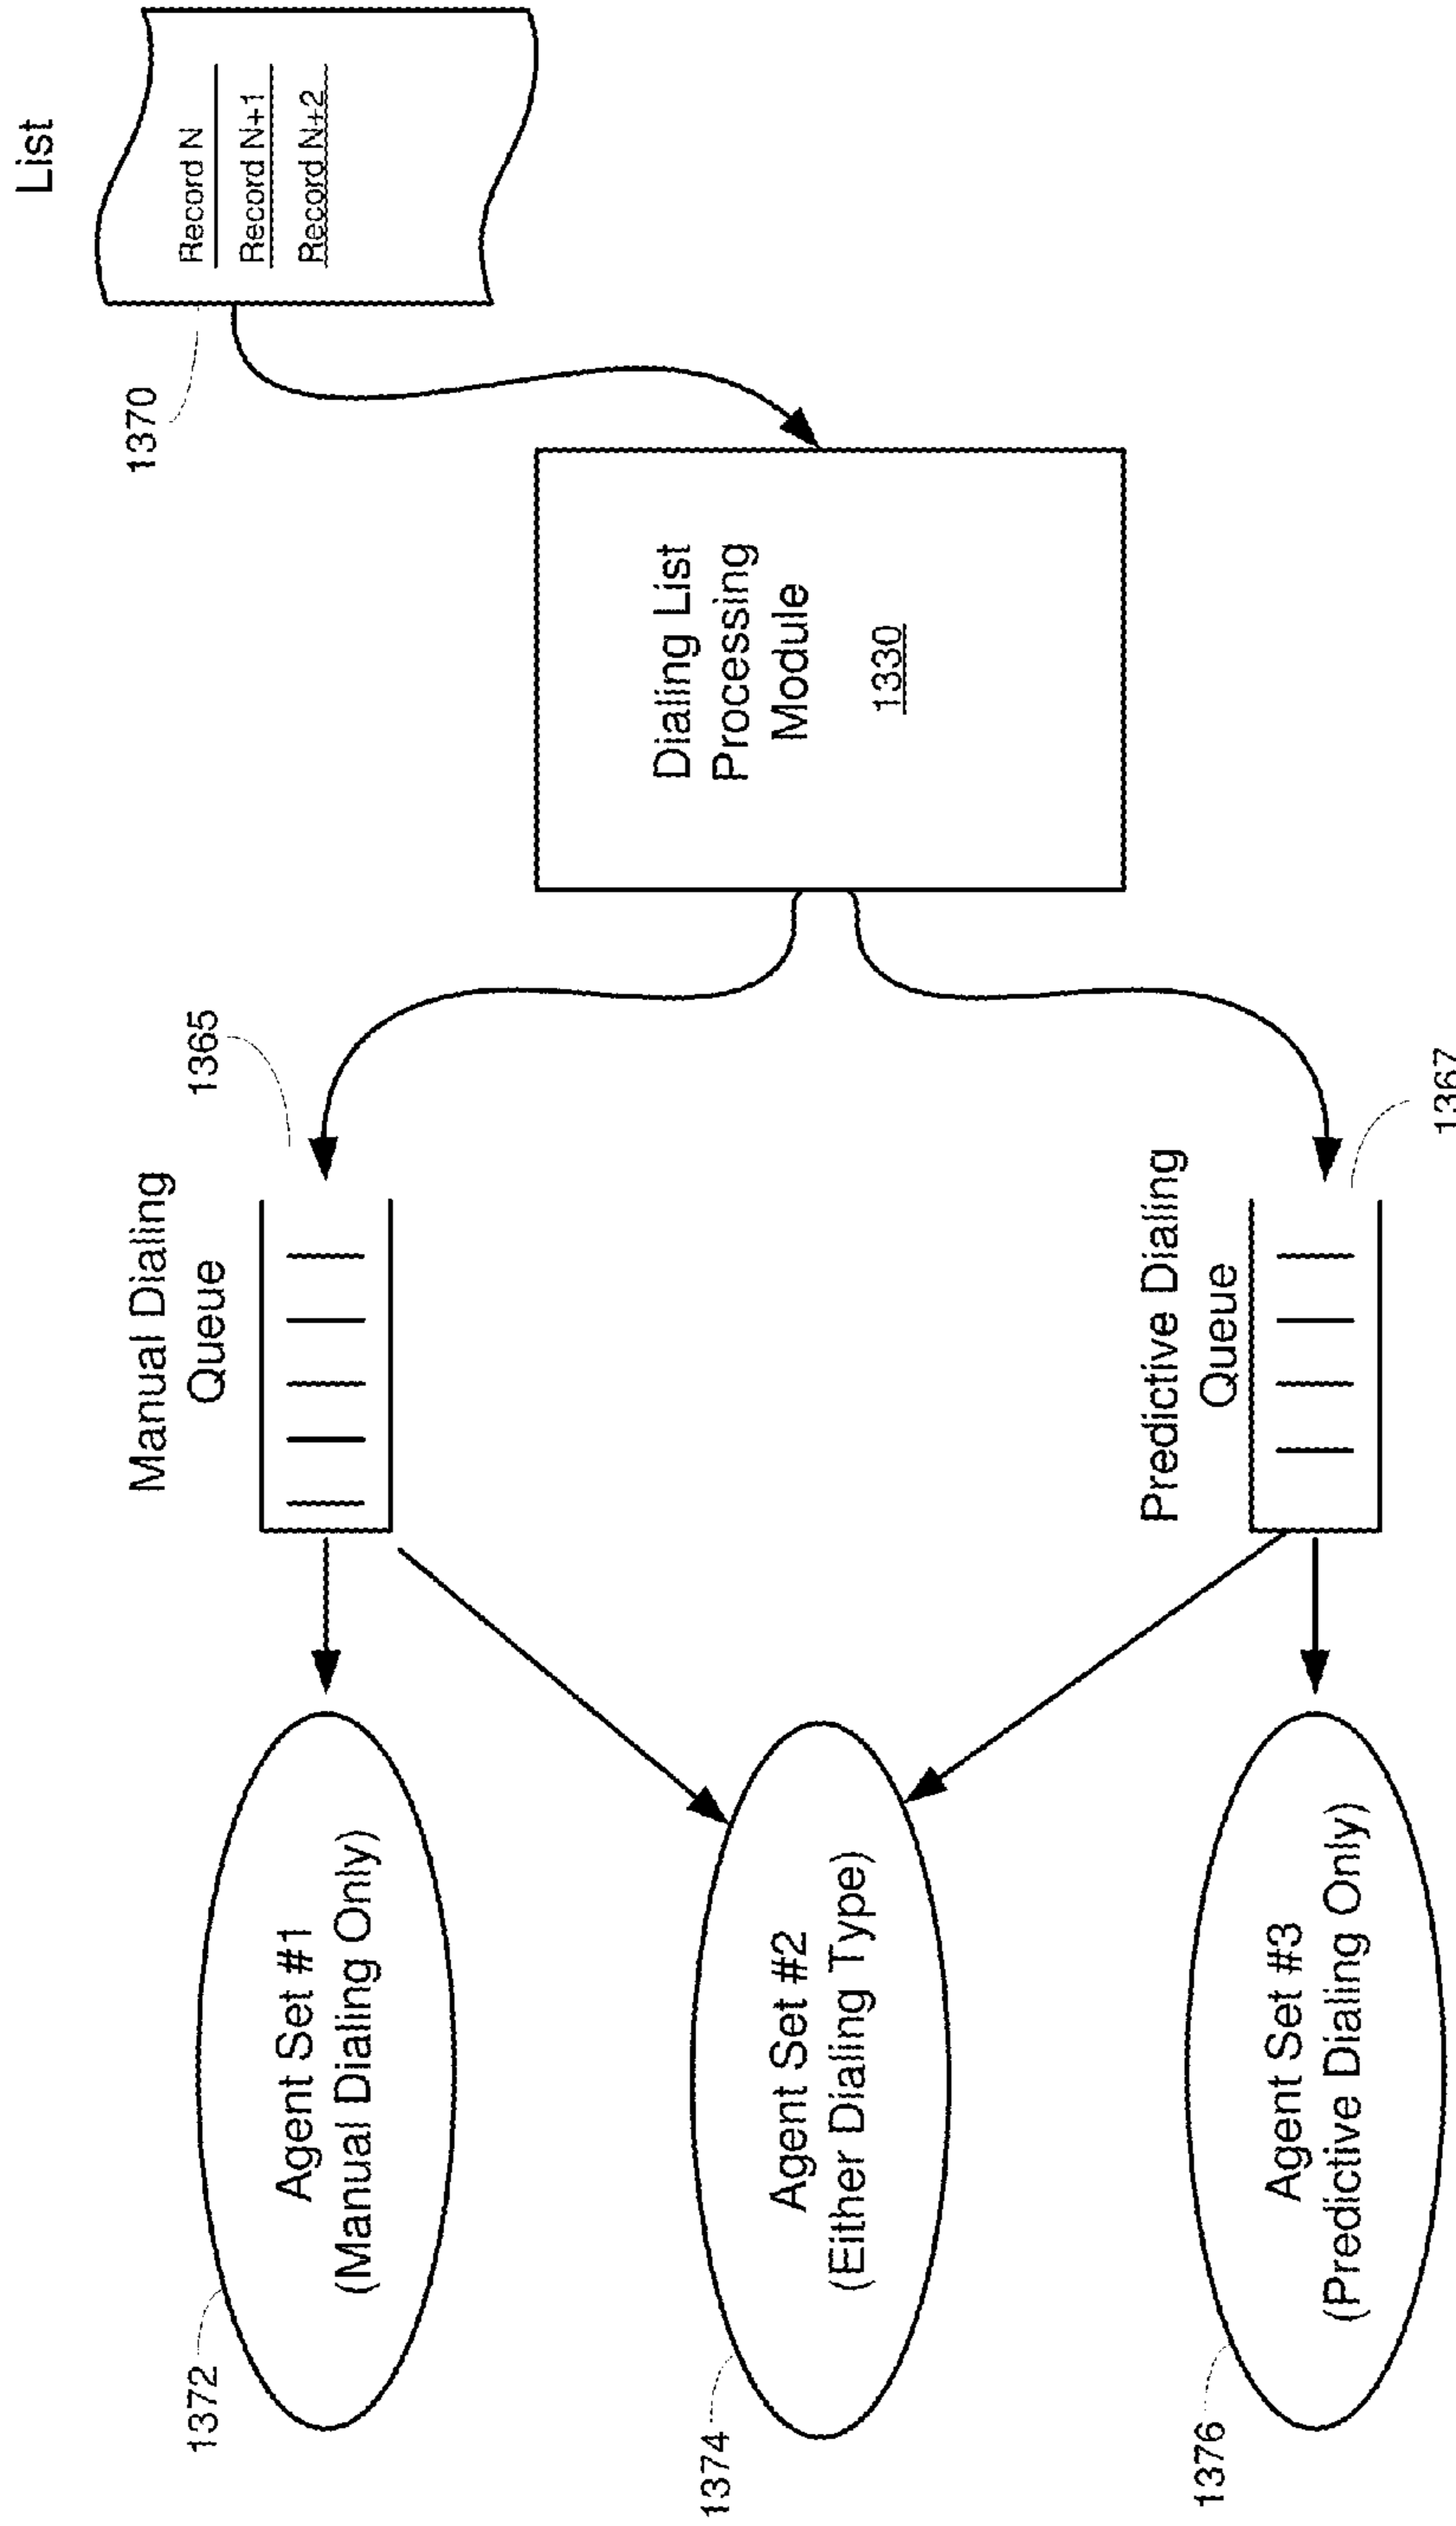 List
Record N
Record N+1
Record N+2
1370
Dialing List
Processing
Module
1330
1365
Manual Dialing
Queue
1367
Predictive Dialing
Queue
Agent Set #1
(Manual Dialing Only)
1372
Agent Set #2
(Either Dialing Type)
1374
Agent Set #3
(Predictive Dialing Only)
1376